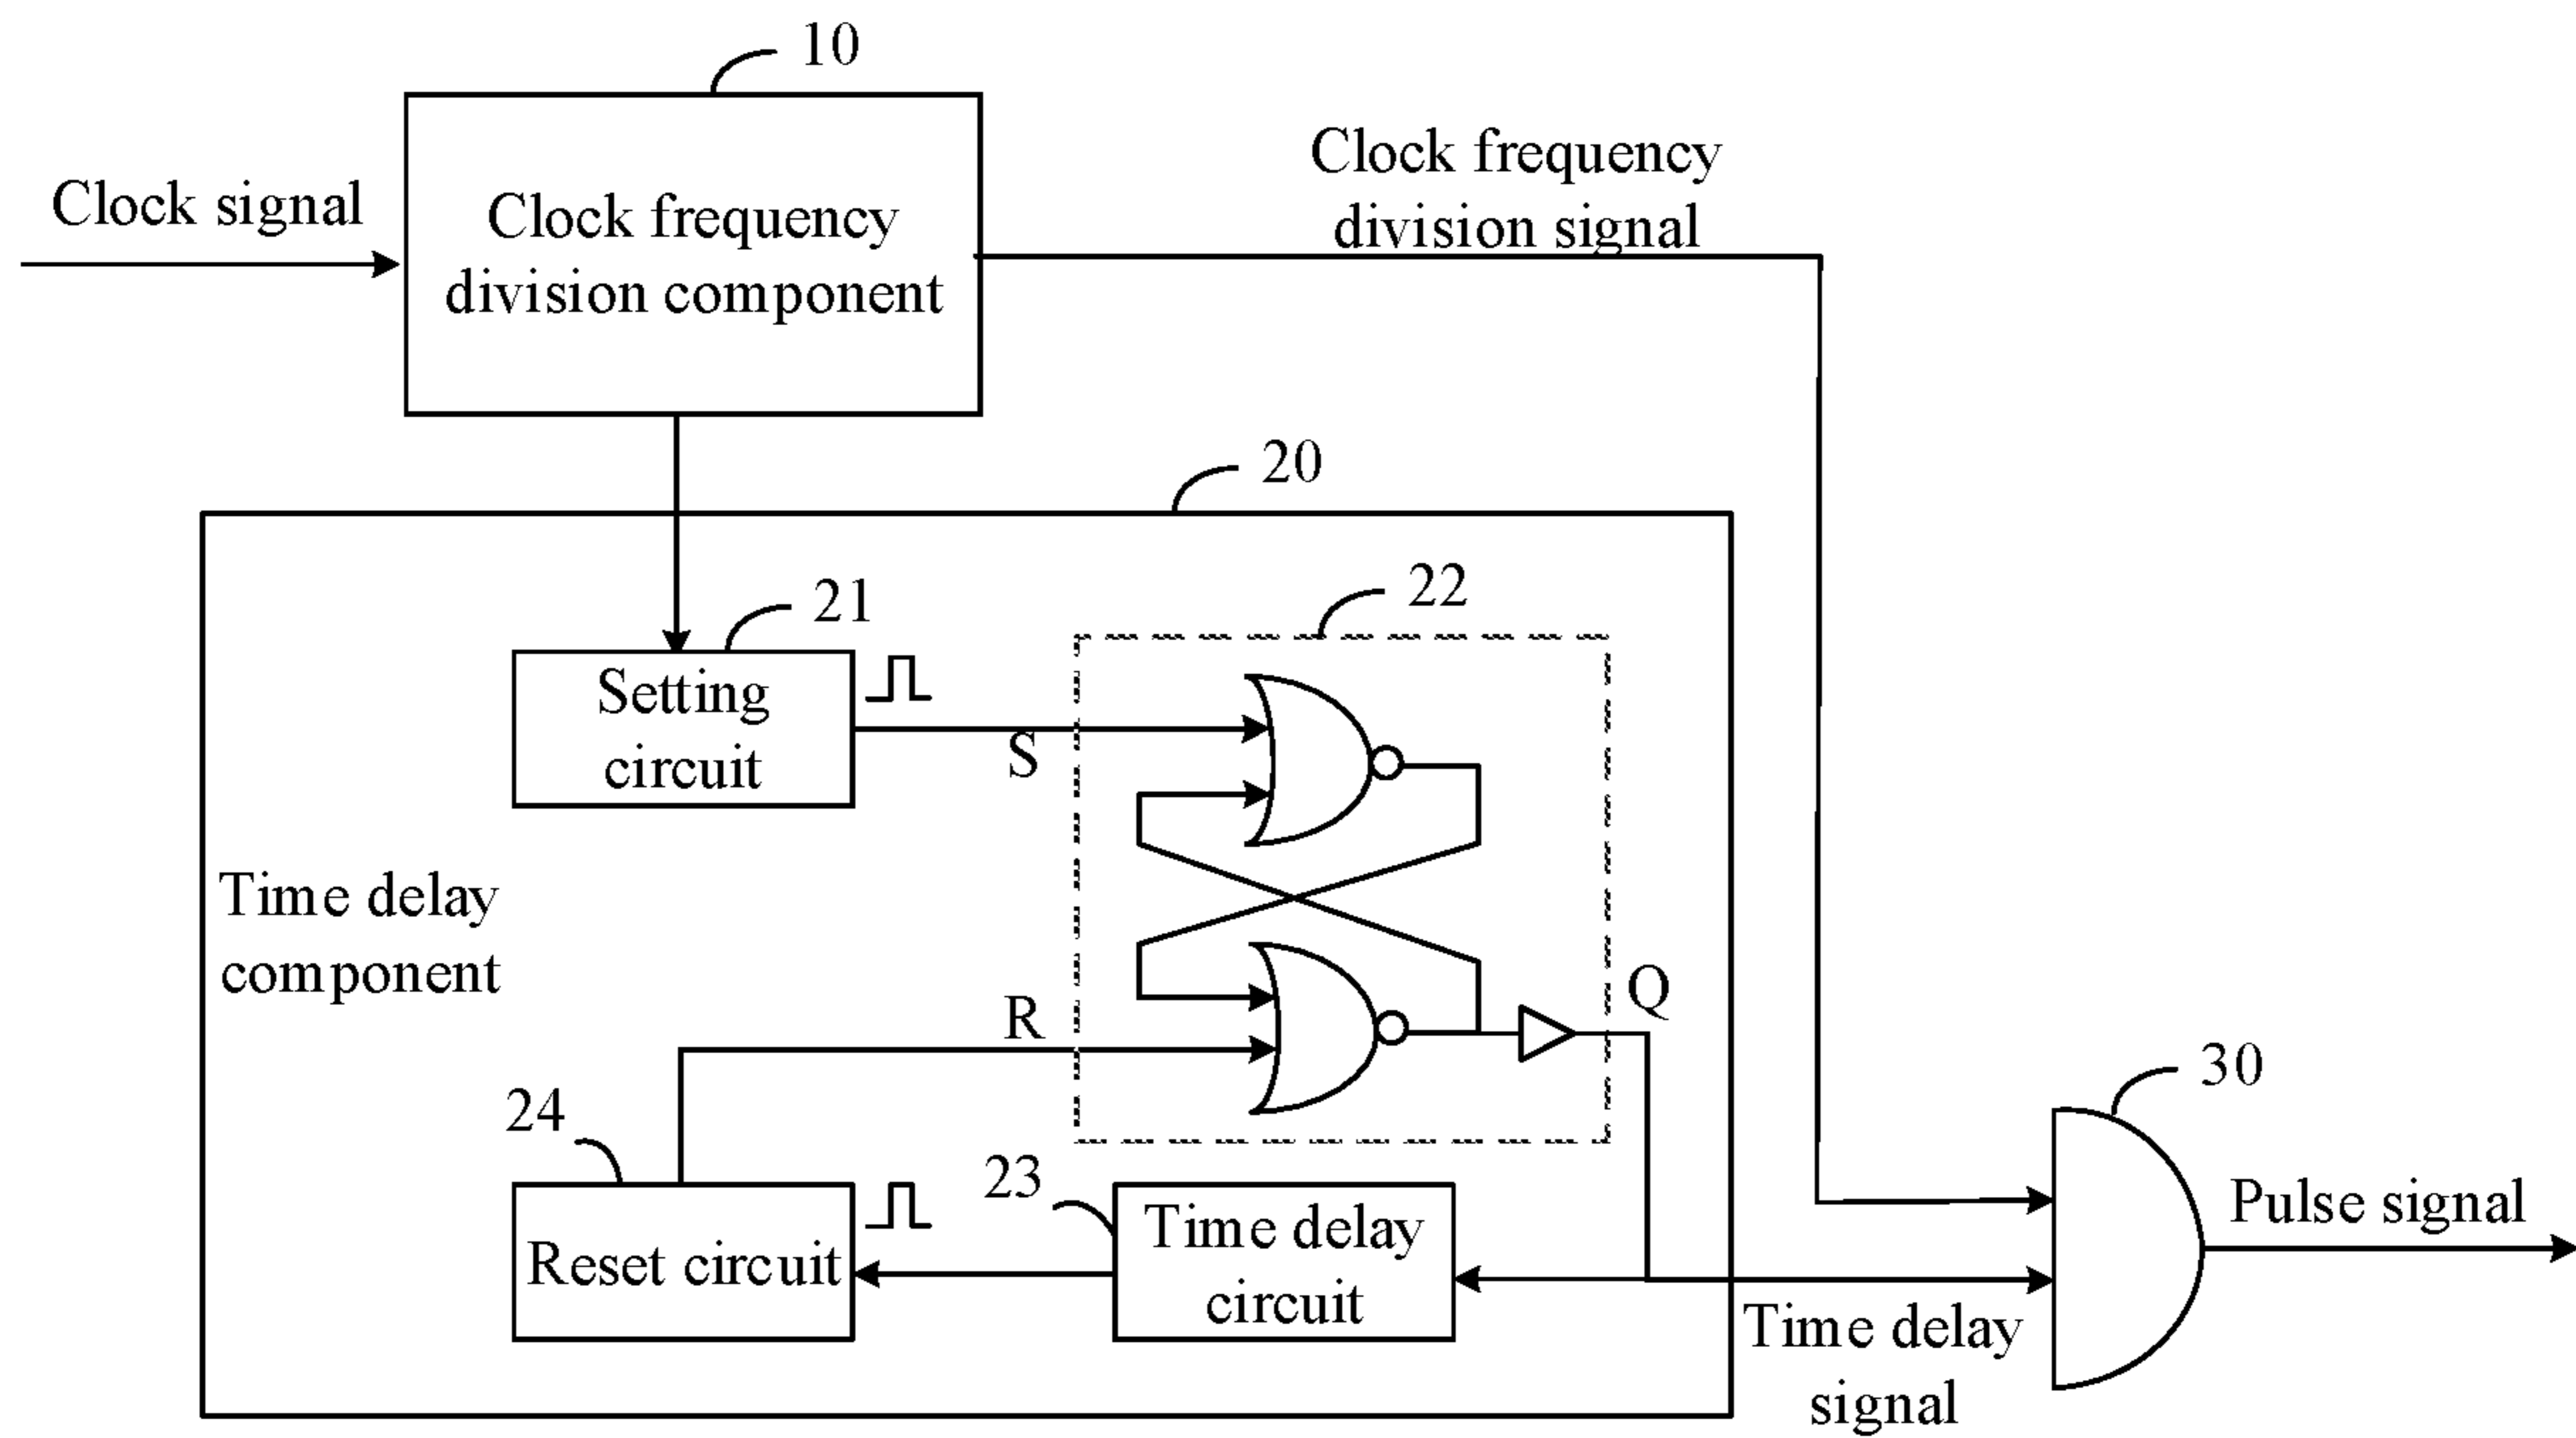 10
Clock signal
Clock frequency
division component
Clock frequency
division signal
20
21
22
Setting
circuit
S
Time delay
component
R
Q
24
23
30
Reset circuit
Time delay
circuit
Pulse signal
Time delay
signal